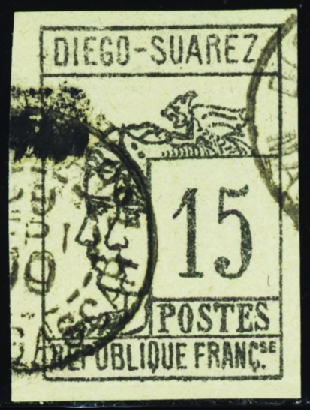 DIEGO-SUAREZ
15
POSTES
RÉPUBLIQUE FRANÇSE.